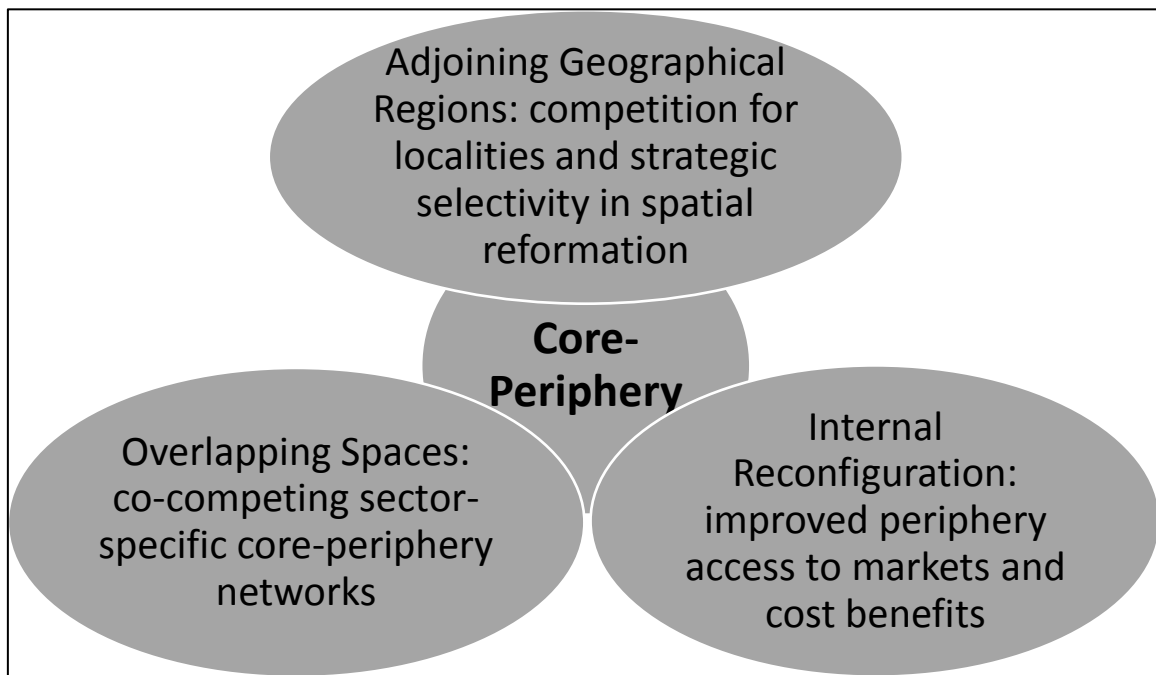 Adjoining Geographical
Regions: competition for
localities and strategic
selectivity in spatial
reformation
Core-
Periphery
Overlapping Spaces:
co-competing sector-
specific core-periphery
networks
Internal
Reconfiguration:
improved periphery
access to markets and
cost benefits